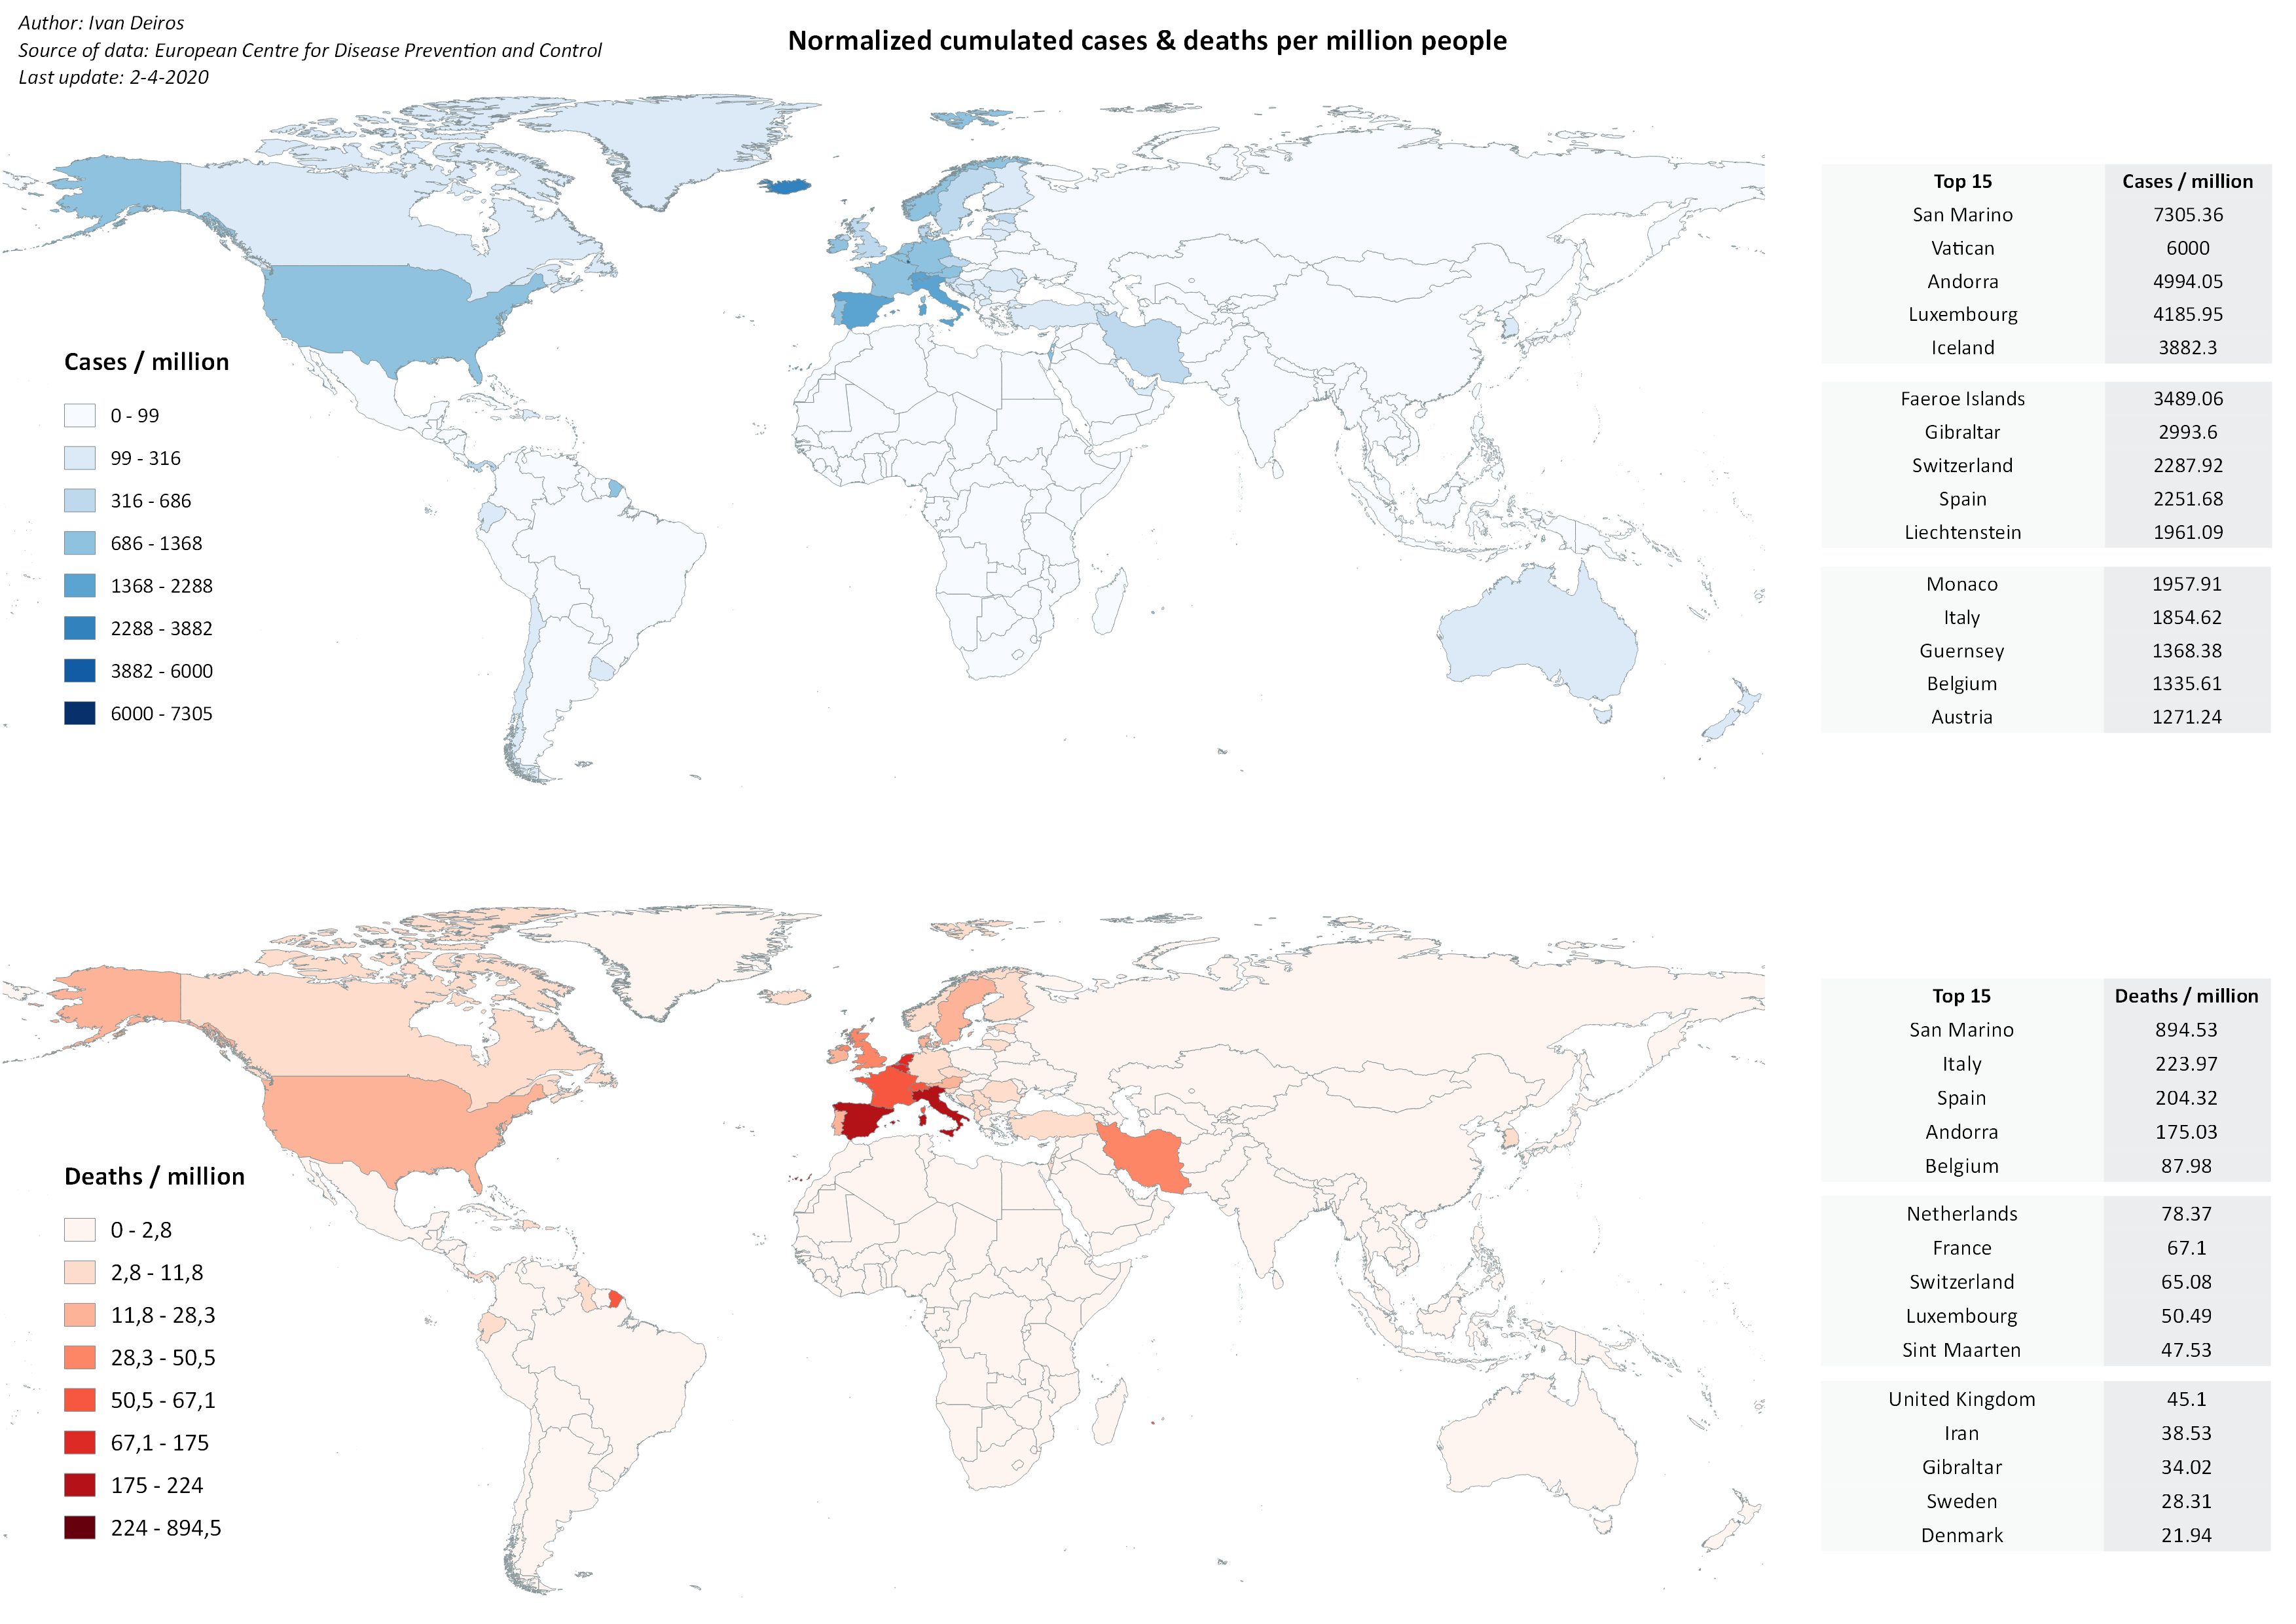 Author: Ivan Deiros
Source of data: European Centre for Disease Prevention and Control
Last update: 2-4-2020
Normalized cumulated cases & deaths per million people
Cases / million
0 - 99
99 - 316
316 - 686
686 - 1368
1368 - 2288
2288 - 3882
3882 - 6000
6000 - 7305
Top 15 Cases / million
San Marino 7305.36
Vatican 6000
Andorra 4994.05
Luxembourg 4185.95
Iceland 3882.3
Faeroe Islands 3489.06
Gibraltar 2993.6
Switzerland 2287.92
Spain 2251.68
Liechtenstein 1961.09
Monaco 1957.91
Italy 1854.62
Guernsey 1368.38
Belgium 1335.61
Austria 1271.24
Deaths / million
0 - 2,8
2,8 - 11,8
11,8 - 28,3
28,3 - 50,5
50,5 - 67,1
67,1 - 175
175 - 224
224 - 894,5
Top 15 Deaths / million
San Marino 894.53
Italy 223.97
Spain 204.32
Andorra 175.03
Belgium 87.98
Netherlands 78.37
France 67.1
Switzerland 65.08
Luxembourg 50.49
Sint Maarten 47.53
United Kingdom 45.1
Iran 38.53
Gibraltar 34.02
Sweden 28.31
Denmark 21.94